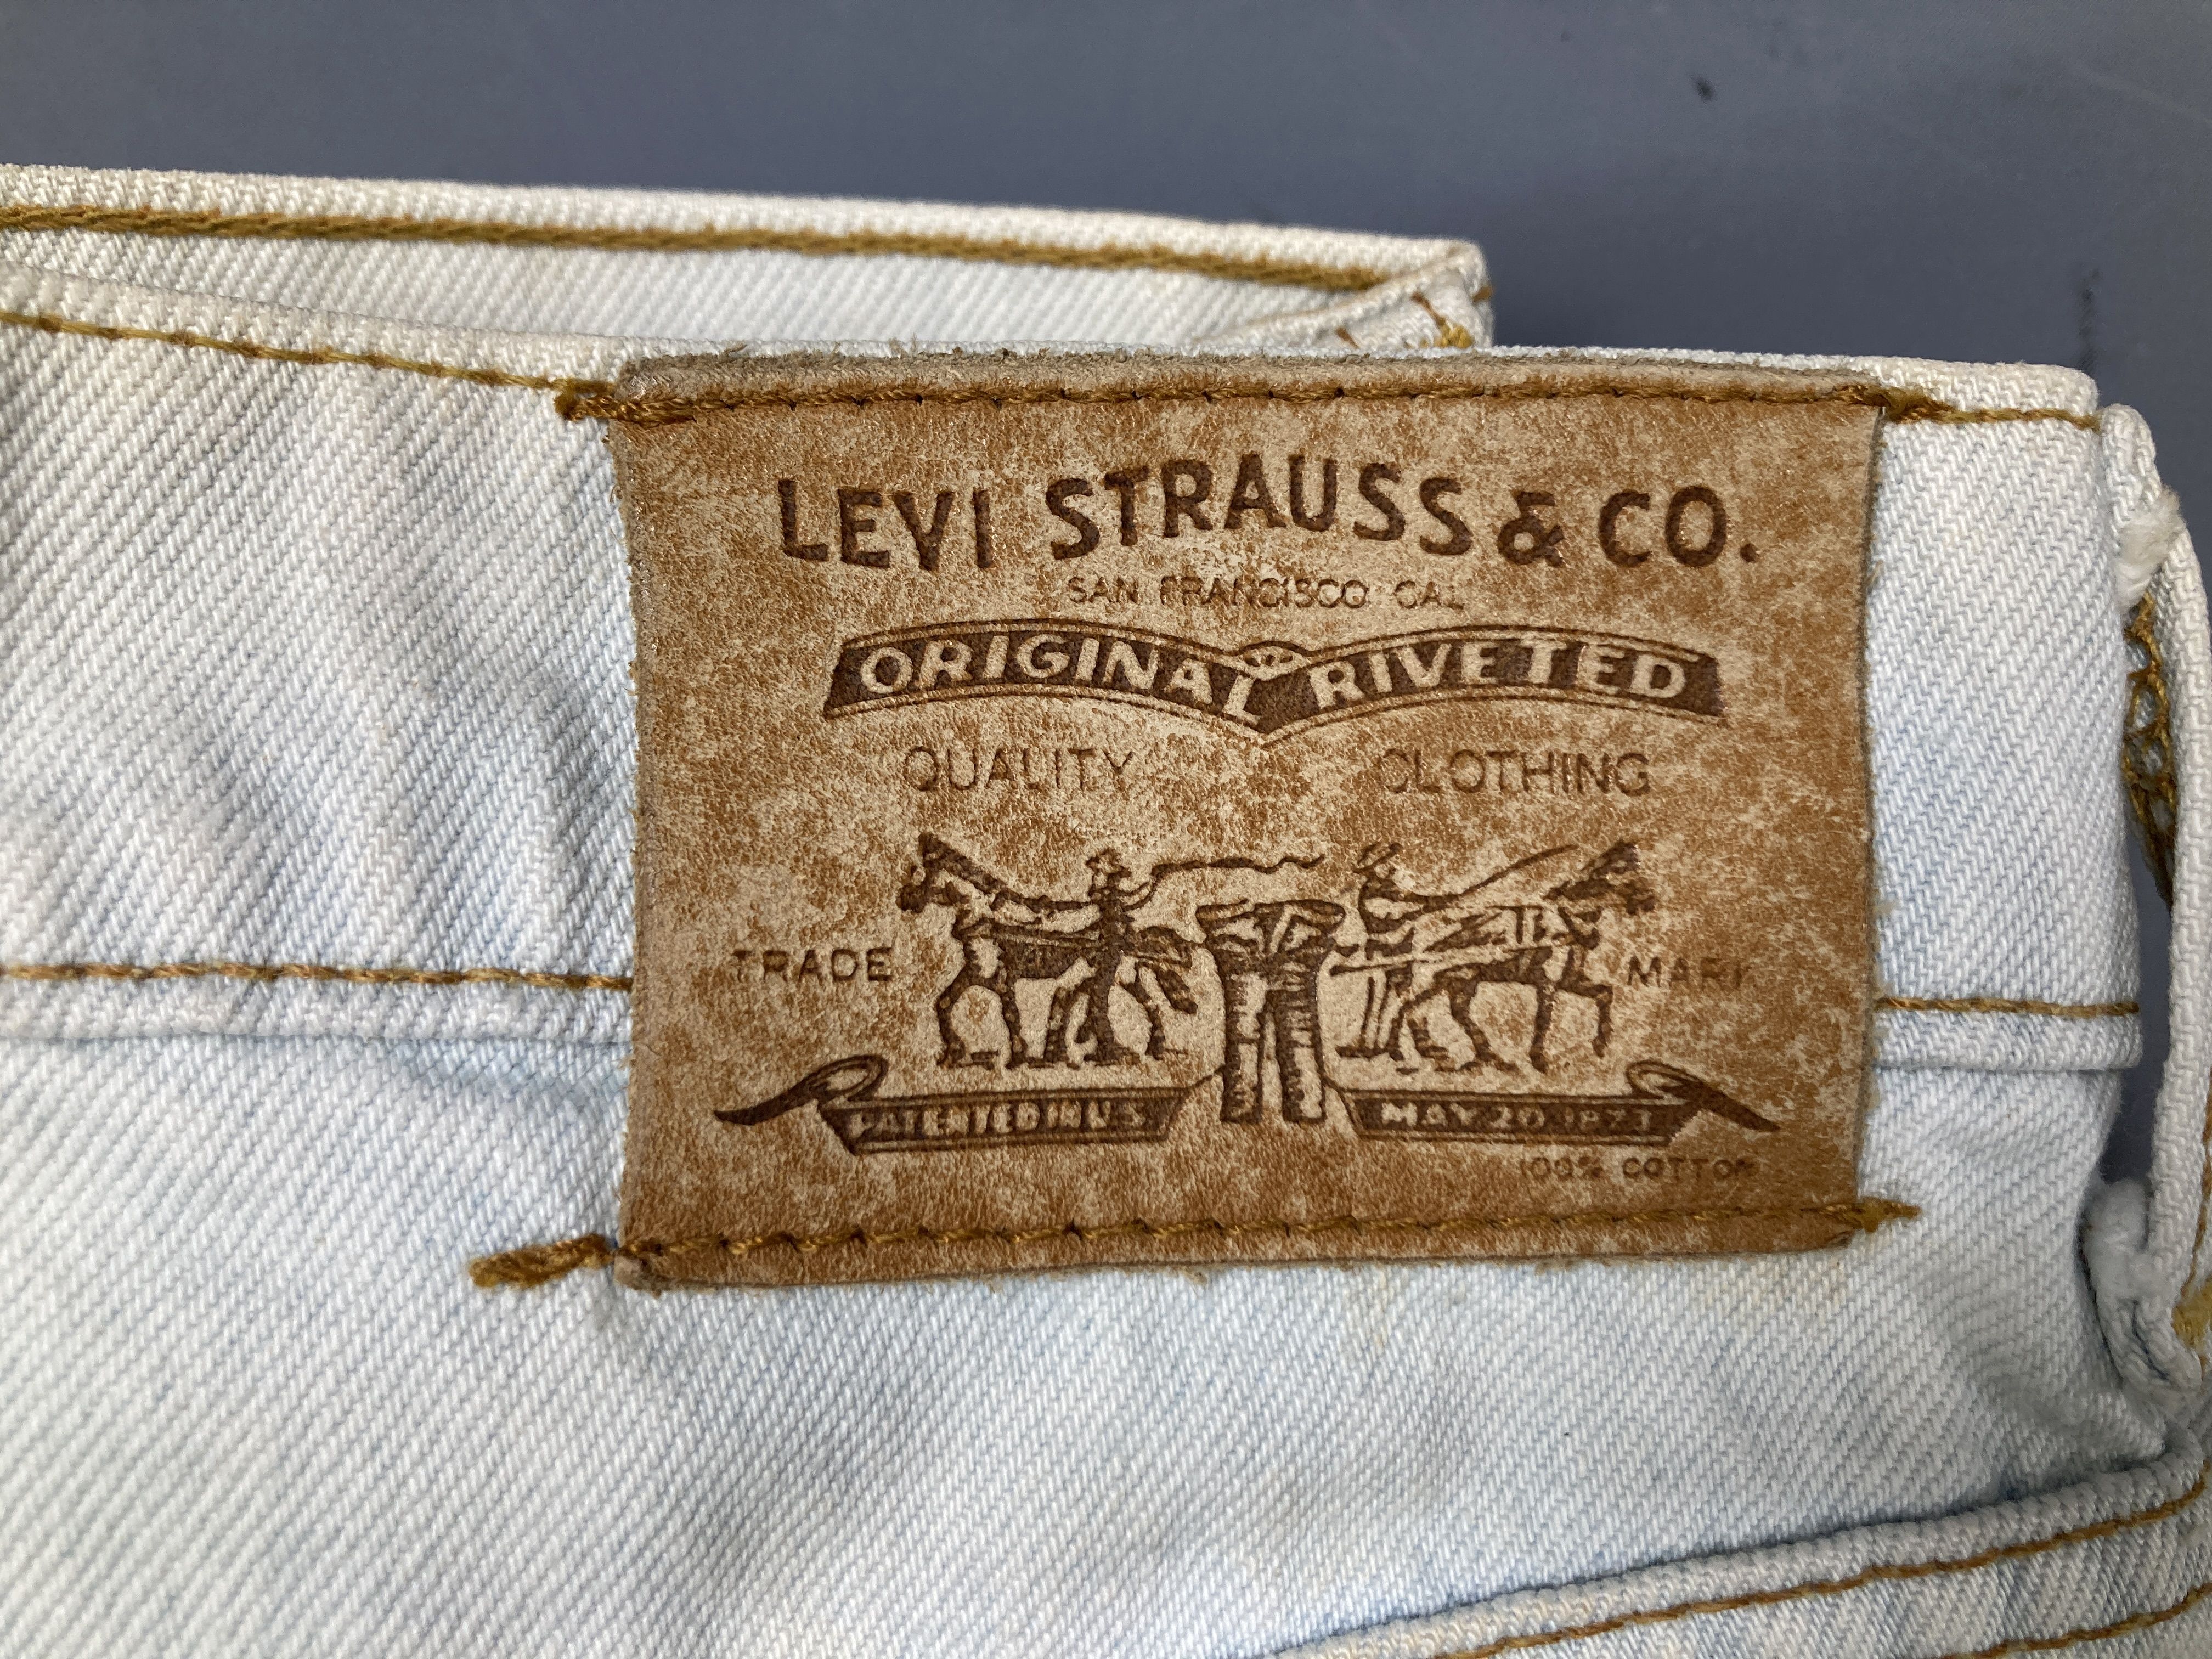 LEVI STRAUSS & CO.
SAN FRANCISCO CAL
ORIGINAL RIVETED
QUALITY CLOTHING
TRADE MARK
PATENTED IN U S MAY 20 1873
100% COTTON